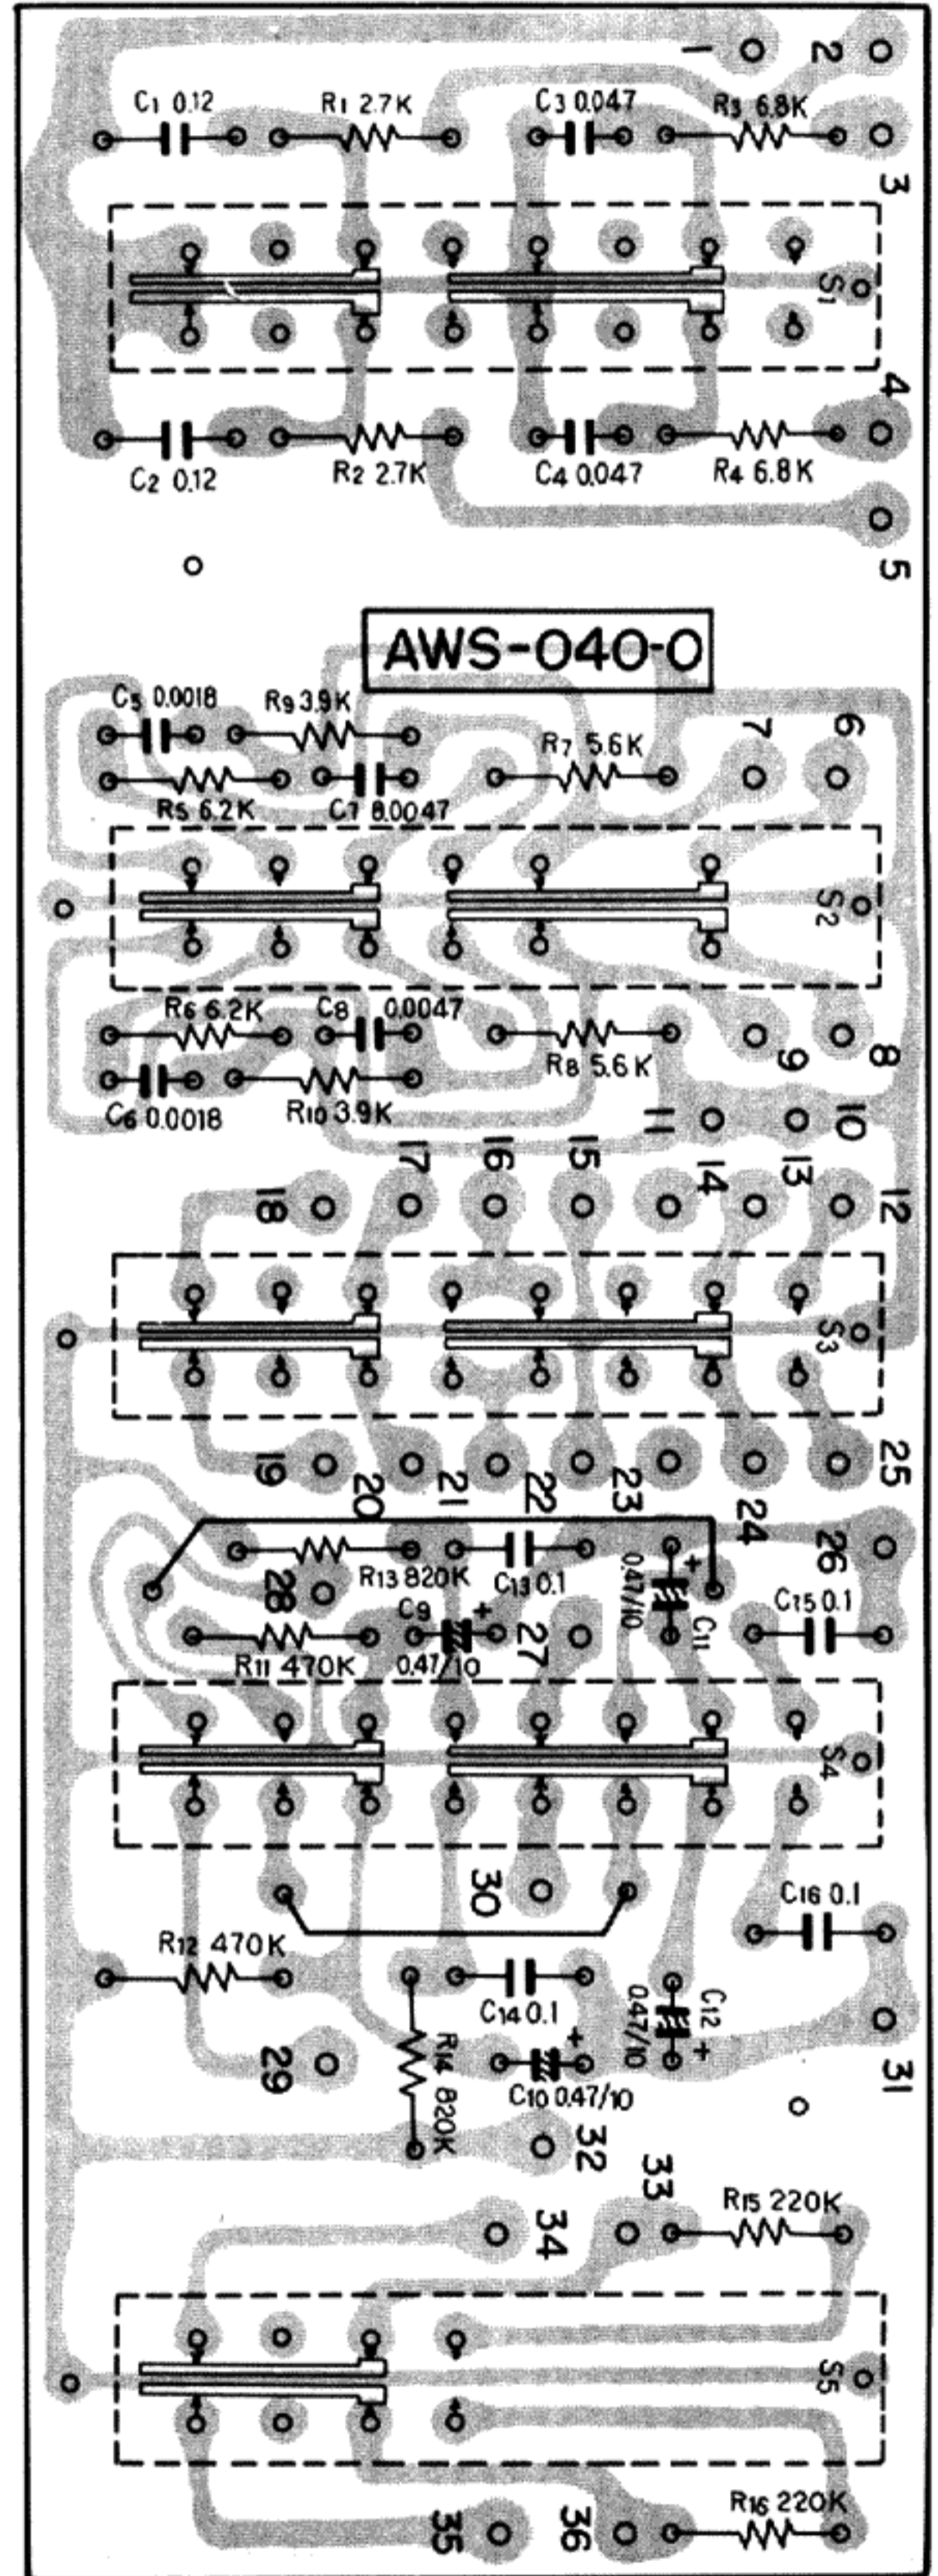 1 2
C1 0.12 R1 2.7K C3 0.047 R3 6.8K
3
S1
4
C2 0.12 R2 2.7K C4 0.047 R4 6.8K
5
AWS-040-0
C5 0.0018 R9 3.9K
R7 5.6K 7 6
R5 6.2K C7 0.0047
S2
R6 6.2K C8 0.0047
R8 5.6K 9 8
C6 0.0018 R10 3.9K
11 10
17 16 15 14 13
18 12
S3
19 20 21 22 23 24 25
R13 820K C13 0.1 26
28 C9 0.47/10 C11 C15 0.1
R11 470K 0.47/10 27
S4
30 C16 0.1
R12 470K
C14 0.1 0.47/10 C12
29 R14 820K C10 0.47/10 31
32 33
R15 220K
34
S5
R16 220K
35 36